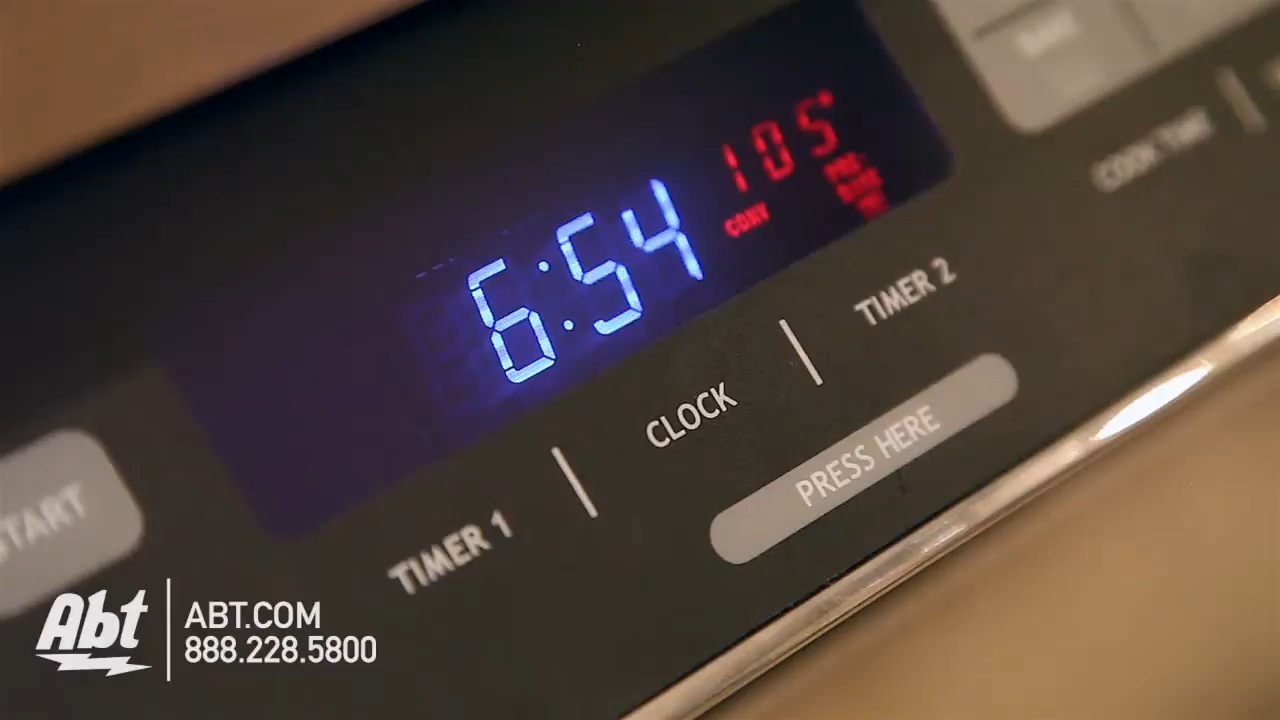 105°
CONV
6:54
COOK TIME
TIMER 1 | CLOCK | TIMER 2
PRESS HERE
START
Abt
ABT.COM
888.228.5800